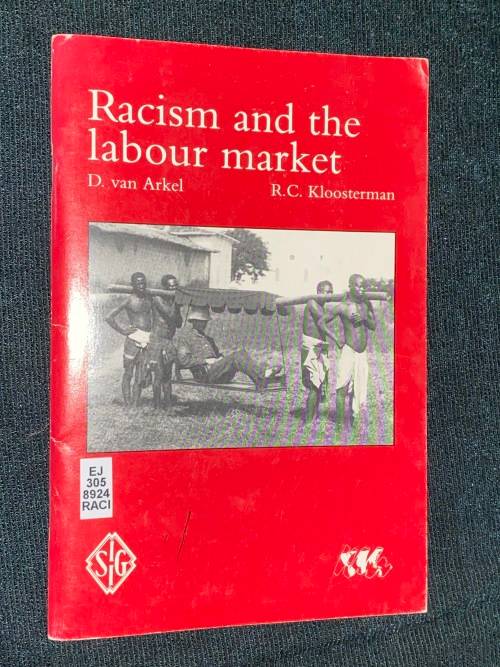 Racism and the
labour market
D. van Arkel R.C. Kloosterman
EJ
305
8924
RACI
SIG